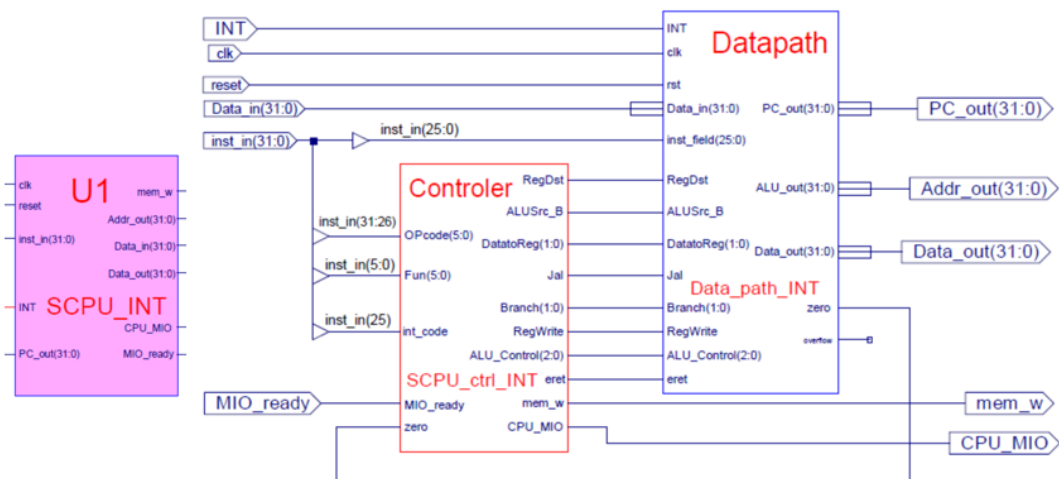 U1
clk
reset
inst_in(31:0)
INT
PC_out(31:0)
mem_w
Addr_out(31:0)
Data_in(31:0)
Data_out(31:0)
SCPU_INT
CPU_MIO
MIO_ready
INT
clk
reset
Data_in(31:0)
inst_in(31:0)
inst_in(25:0)
inst_in(31:26)
inst_in(5:0)
inst_in(25)
MIO_ready
Controler
OPcode(5:0)
Fun(5:0)
int_code
MIO_ready
zero
RegDst
ALUSrc_B
DatatoReg(1:0)
Jal
Branch(1:0)
RegWrite
ALU_Control(2:0)
SCPU_ctrl_INT
eret
mem_w
CPU_MIO
Datapath
INT
clk
rst
Data_in(31:0)
inst_field(25:0)
RegDst
ALUSrc_B
DatatoReg(1:0)
Jal
Branch(1:0)
RegWrite
ALU_Control(2:0)
eret
PC_out(31:0)
ALU_out(31:0)
Data_out(31:0)
Data_path_INT
zero
overflow
PC_out(31:0)
Addr_out(31:0)
Data_out(31:0)
mem_w
CPU_MIO